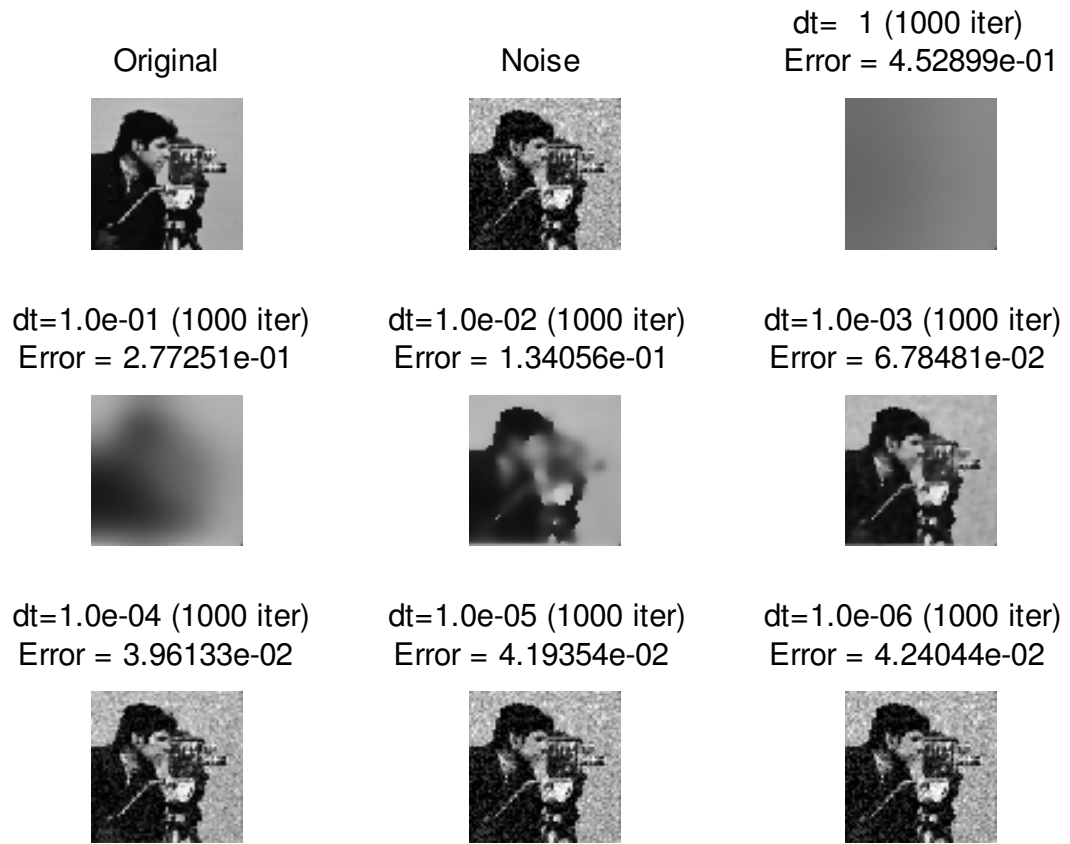 Original
Noise
dt=  1 (1000 iter)
Error = 4.52899e-01
dt=1.0e-01 (1000 iter)
Error = 2.77251e-01
dt=1.0e-02 (1000 iter)
Error = 1.34056e-01
dt=1.0e-03 (1000 iter)
Error = 6.78481e-02
dt=1.0e-04 (1000 iter)
Error = 3.96133e-02
dt=1.0e-05 (1000 iter)
Error = 4.19354e-02
dt=1.0e-06 (1000 iter)
Error = 4.24044e-02